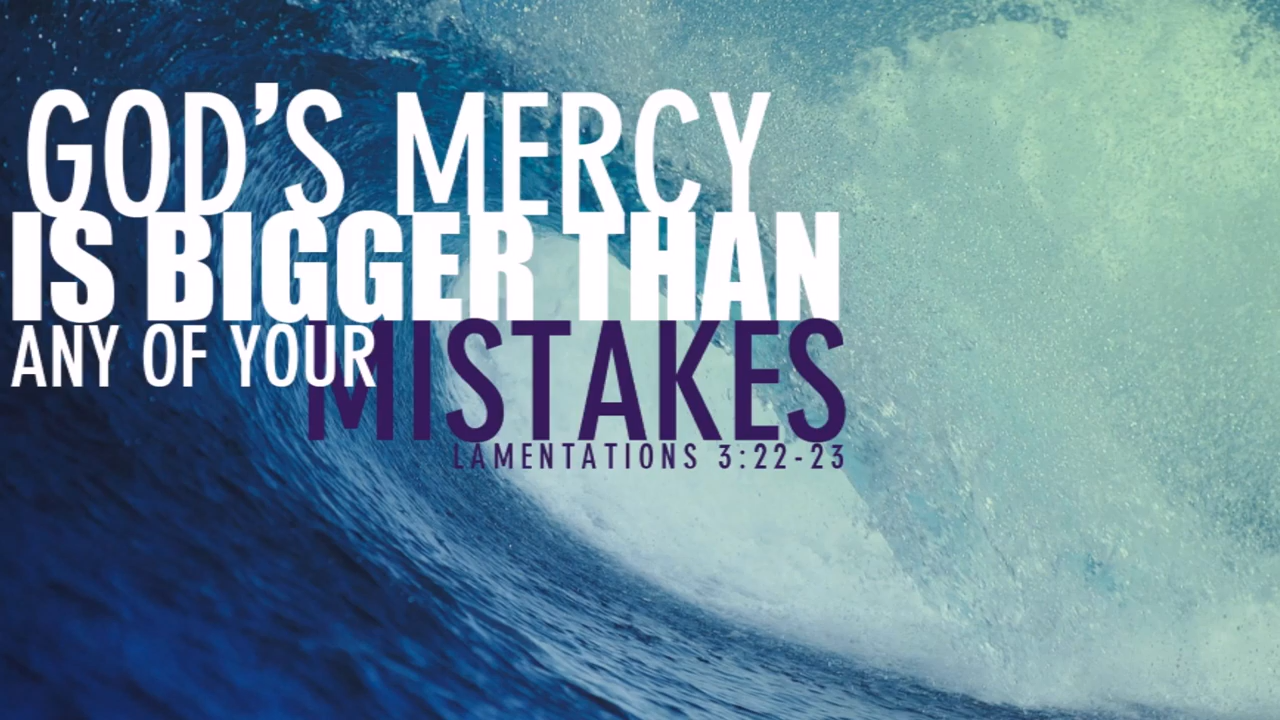 GOD'S MERCY
IS BIGGER THAN
ANY OF YOUR MISTAKES
LAMENTATIONS 3:22-23